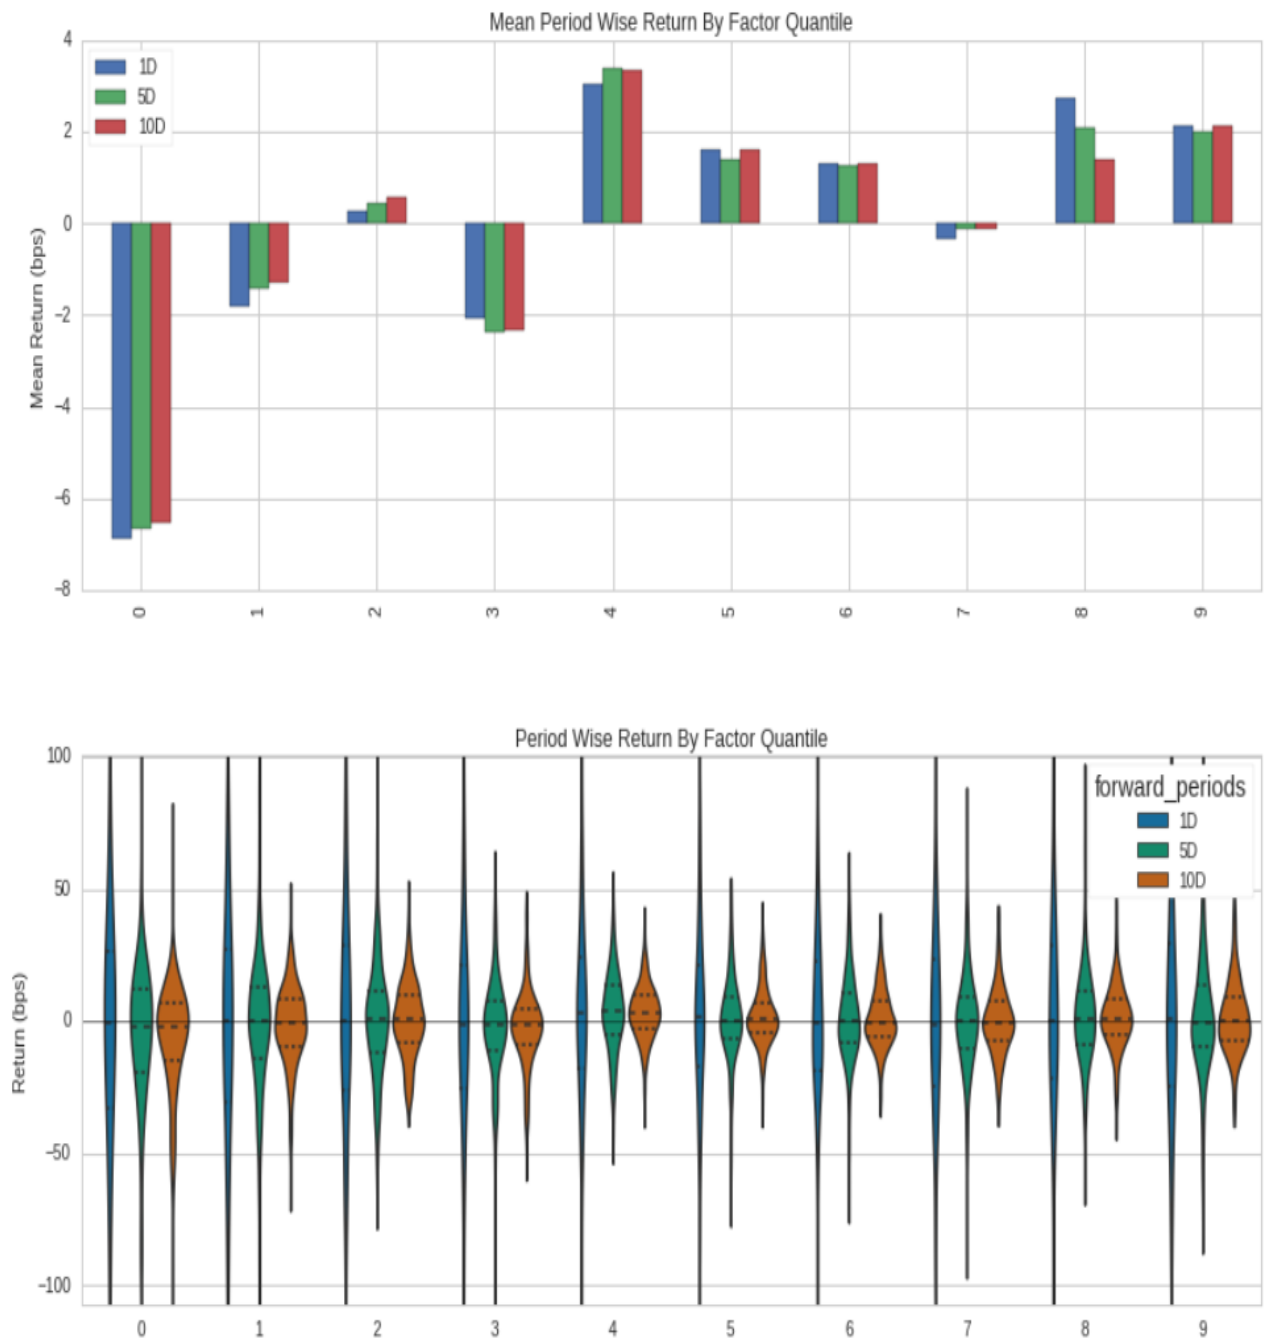 Mean Period Wise Return By Factor Quantile
4
1D
5D
10D
2
0
−2
−4
−6
−8
Mean Return (bps)
0 1 2 3 4 5 6 7 8 9
Period Wise Return By Factor Quantile
100
forward_periods
1D
5D
10D
50
0
−50
−100
Return (bps)
0 1 2 3 4 5 6 7 8 9